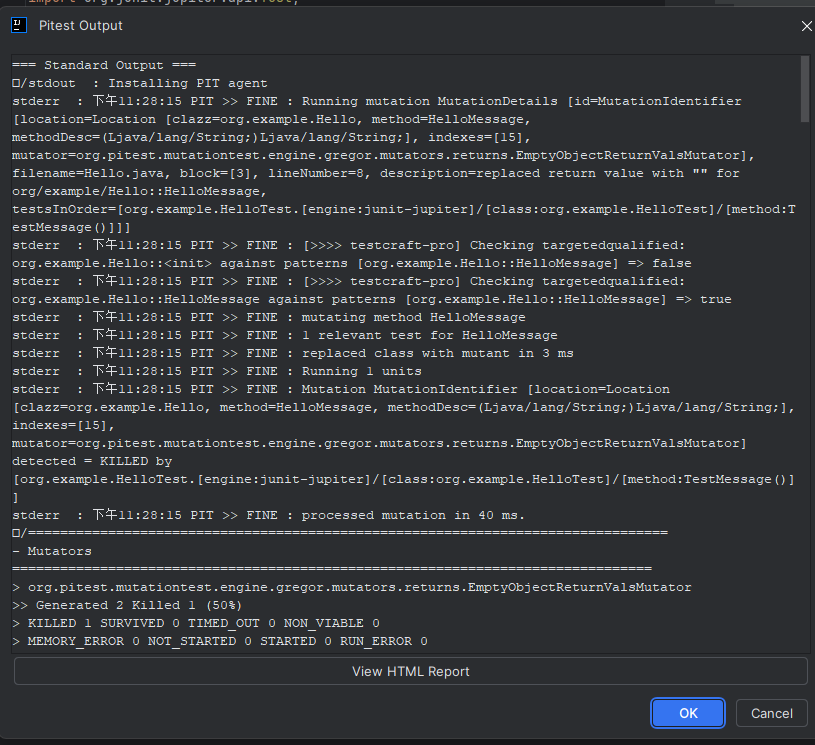 Pitest Output
=== Standard Output ===
/stdout  : Installing PIT agent
stderr  : 下午11:28:15 PIT >> FINE : Running mutation MutationDetails [id=MutationIdentifier
[location=Location [clazz=org.example.Hello, method=HelloMessage,
methodDesc=(Ljava/lang/String;)Ljava/lang/String;], indexes=[15],
mutator=org.pitest.mutationtest.engine.gregor.mutators.returns.EmptyObjectReturnValsMutator],
filename=Hello.java, block=[3], lineNumber=8, description=replaced return value with "" for
org/example/Hello::HelloMessage,
testsInOrder=[org.example.HelloTest.[engine:junit-jupiter]/[class:org.example.HelloTest]/[method:T
estMessage()]]]
stderr  : 下午11:28:15 PIT >> FINE : [>>>> testcraft-pro] Checking targetedqualified:
org.example.Hello::<init> against patterns [org.example.Hello::HelloMessage] => false
stderr  : 下午11:28:15 PIT >> FINE : [>>>> testcraft-pro] Checking targetedqualified:
org.example.Hello::HelloMessage against patterns [org.example.Hello::HelloMessage] => true
stderr  : 下午11:28:15 PIT >> FINE : mutating method HelloMessage
stderr  : 下午11:28:15 PIT >> FINE : 1 relevant test for HelloMessage
stderr  : 下午11:28:15 PIT >> FINE : replaced class with mutant in 3 ms
stderr  : 下午11:28:15 PIT >> FINE : Running 1 units
stderr  : 下午11:28:15 PIT >> FINE : Mutation MutationIdentifier [location=Location
[clazz=org.example.Hello, method=HelloMessage, methodDesc=(Ljava/lang/String;)Ljava/lang/String;],
indexes=[15],
mutator=org.pitest.mutationtest.engine.gregor.mutators.returns.EmptyObjectReturnValsMutator]
detected = KILLED by
[org.example.HelloTest.[engine:junit-jupiter]/[class:org.example.HelloTest]/[method:TestMessage()]
]
stderr  : 下午11:28:15 PIT >> FINE : processed mutation in 40 ms.
/================================================================================
- Mutators
================================================================================
> org.pitest.mutationtest.engine.gregor.mutators.returns.EmptyObjectReturnValsMutator
>> Generated 2 Killed 1 (50%)
> KILLED 1 SURVIVED 0 TIMED_OUT 0 NON_VIABLE 0
> MEMORY_ERROR 0 NOT_STARTED 0 STARTED 0 RUN_ERROR 0
View HTML Report
OK
Cancel